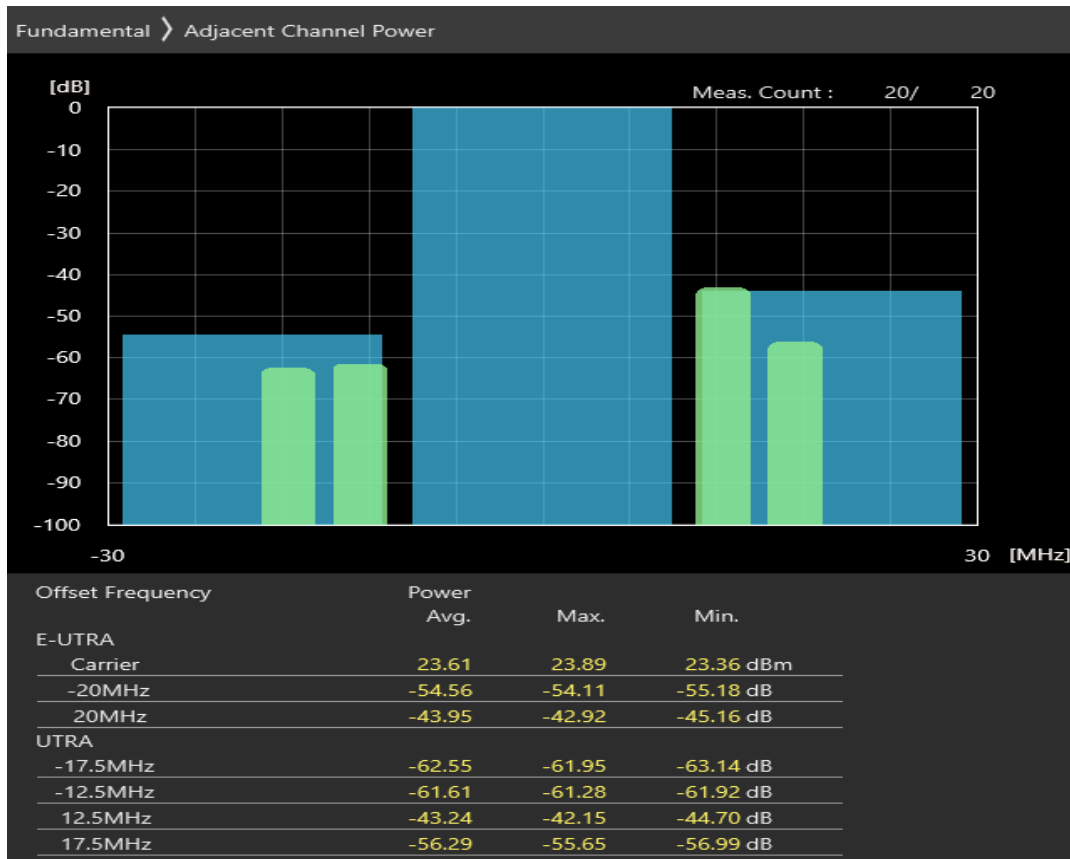 Fundamental ❯ Adjacent Channel Power
[dB]
Meas. Count : 20/ 20
0
-10
-20
-30
-40
-50
-60
-70
-80
-90
-100
-30 30 [MHz]
Offset Frequency Power
Avg. Max. Min.
E-UTRA
Carrier 23.61 23.89 23.36 dBm
-20MHz -54.56 -54.11 -55.18 dB
20MHz -43.95 -42.92 -45.16 dB
UTRA
-17.5MHz -62.55 -61.95 -63.14 dB
-12.5MHz -61.61 -61.28 -61.92 dB
12.5MHz -43.24 -42.15 -44.70 dB
17.5MHz -56.29 -55.65 -56.99 dB